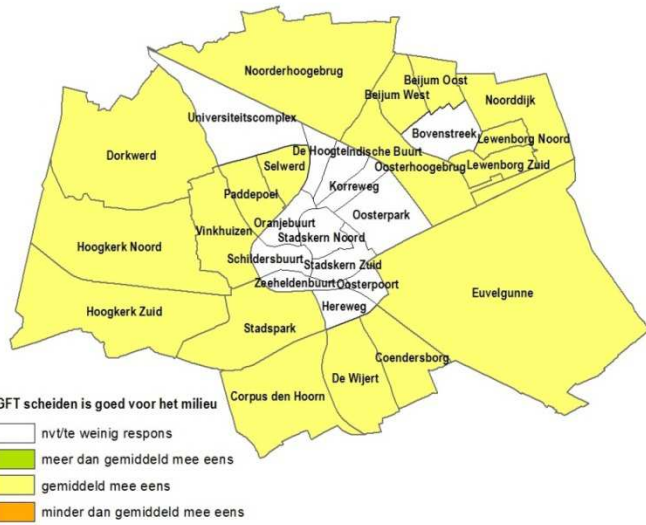 Noorderhoogebrug
Beijum Oost
Beijum West
Noorddijk
Universiteitscomplex
Bovenstreek
Lewenborg Noord
Dorkwerd
De Hoogte
Indische Buurt
Selwerd
Oosterhoogebrug
Lewenborg Zuid
Korreweg
Paddepoel
Oosterpark
Oranjebuurt
Vinkhuizen
Stadskern Noord
Hoogkerk Noord
Schildersbuurt
Stadskern Zuid
Zeeheldenbuurt
Oosterpoort
Euvelgunne
Hereweg
Hoogkerk Zuid
Stadspark
Coendersborg
De Wijert
Corpus den Hoorn
GFT scheiden is goed voor het milieu
nvt/te weinig respons
meer dan gemiddeld mee eens
gemiddeld mee eens
minder dan gemiddeld mee eens